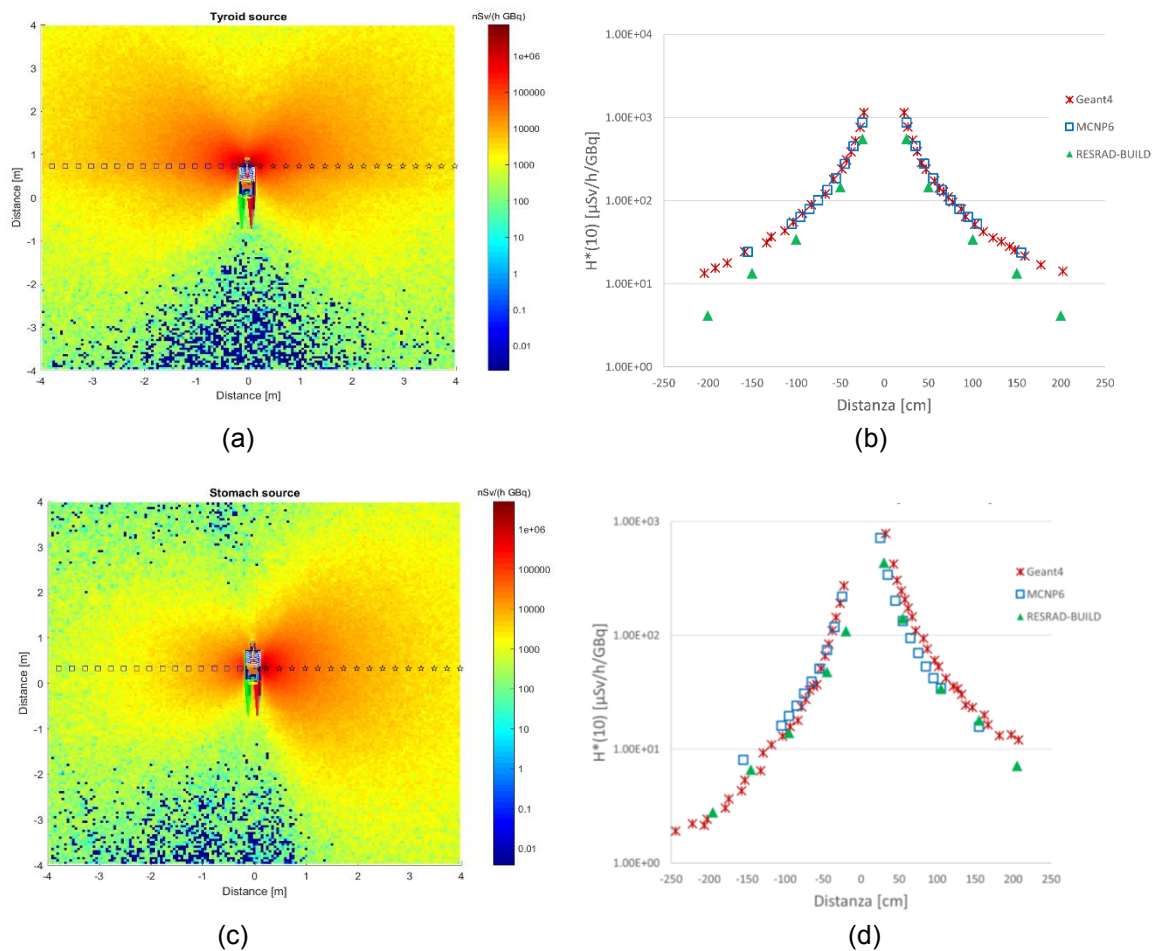 Tyroid source
nSv/(h GBq)
4
3
2
1
0
-1
-2
-3
-4
Distance [m]
-4 -3 -2 -1 0 1 2 3 4
Distance [m]
1e+06
100000
10000
1000
100
10
1
0.1
0.01
(a)
1.00E+04
1.00E+03
1.00E+02
1.00E+01
1.00E+00
H*(10) [µSv/h/GBq]
-250 -200 -150 -100 -50 0 50 100 150 200 250
Distanza [cm]
Geant4
MCNP6
RESRAD-BUILD
(b)
Stomach source
nSv/(h GBq)
4
3
2
1
0
-1
-2
-3
-4
Distance [m]
-4 -3 -2 -1 0 1 2 3 4
Distance [m]
1e+06
100000
10000
1000
100
10
1
0.1
0.01
(c)
1.00E+03
1.00E+02
1.00E+01
1.00E+00
H*(10) [µSv/h/GBq]
-250 -200 -150 -100 -50 0 50 100 150 200 250
Distanza [cm]
Geant4
MCNP6
RESRAD-BUILD
(d)